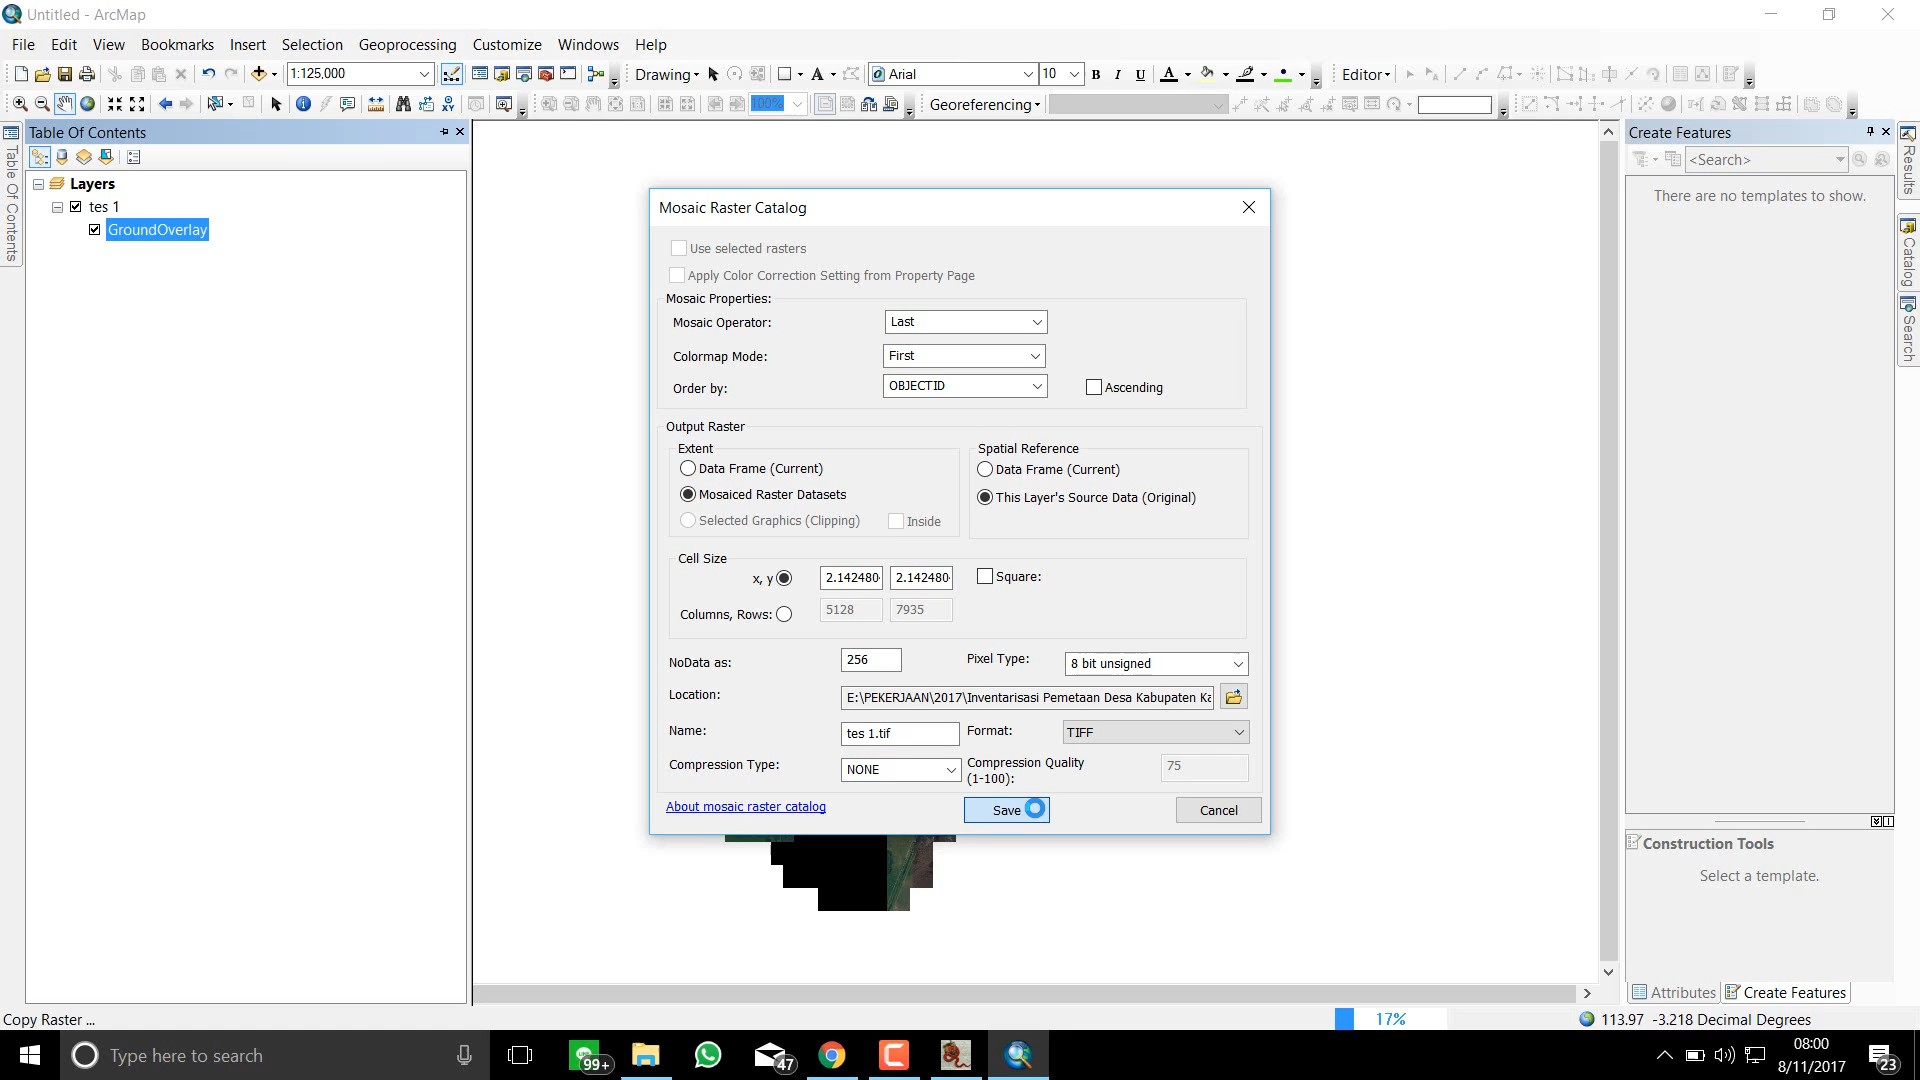 Untitled - ArcMap
File Edit View Bookmarks Insert Selection Geoprocessing Customize Windows Help
1:125,000 Drawing Arial 10 B I U A Editor
100% Georeferencing
Table Of Contents
Create Features
<Search>
There are no templates to show.
Table Of Contents
Layers
tes 1
GroundOverlay
Results
Catalog
Search
Mosaic Raster Catalog
Use selected rasters
Apply Color Correction Setting from Property Page
Mosaic Properties:
Mosaic Operator: Last
Colormap Mode: First
Order by: OBJECTID Ascending
Output Raster
Extent
Data Frame (Current)
Mosaiced Raster Datasets
Selected Graphics (Clipping) Inside
Spatial Reference
Data Frame (Current)
This Layer's Source Data (Original)
Cell Size
x, y 2.142480 2.142480 Square:
Columns, Rows: 5128 7935
NoData as: 256 Pixel Type: 8 bit unsigned
Location: E:\PEKERJAAN\2017\Inventarisasi Pemetaan Desa Kabupaten Ka
Name: tes 1.tif Format: TIFF
Compression Type: NONE Compression Quality
(1-100): 75
About mosaic raster catalog Save Cancel
Construction Tools
Select a template.
Attributes Create Features
Copy Raster ... 17% 113.97 -3.218 Decimal Degrees
Type here to search 99+ 47
08:00
8/11/2017
23